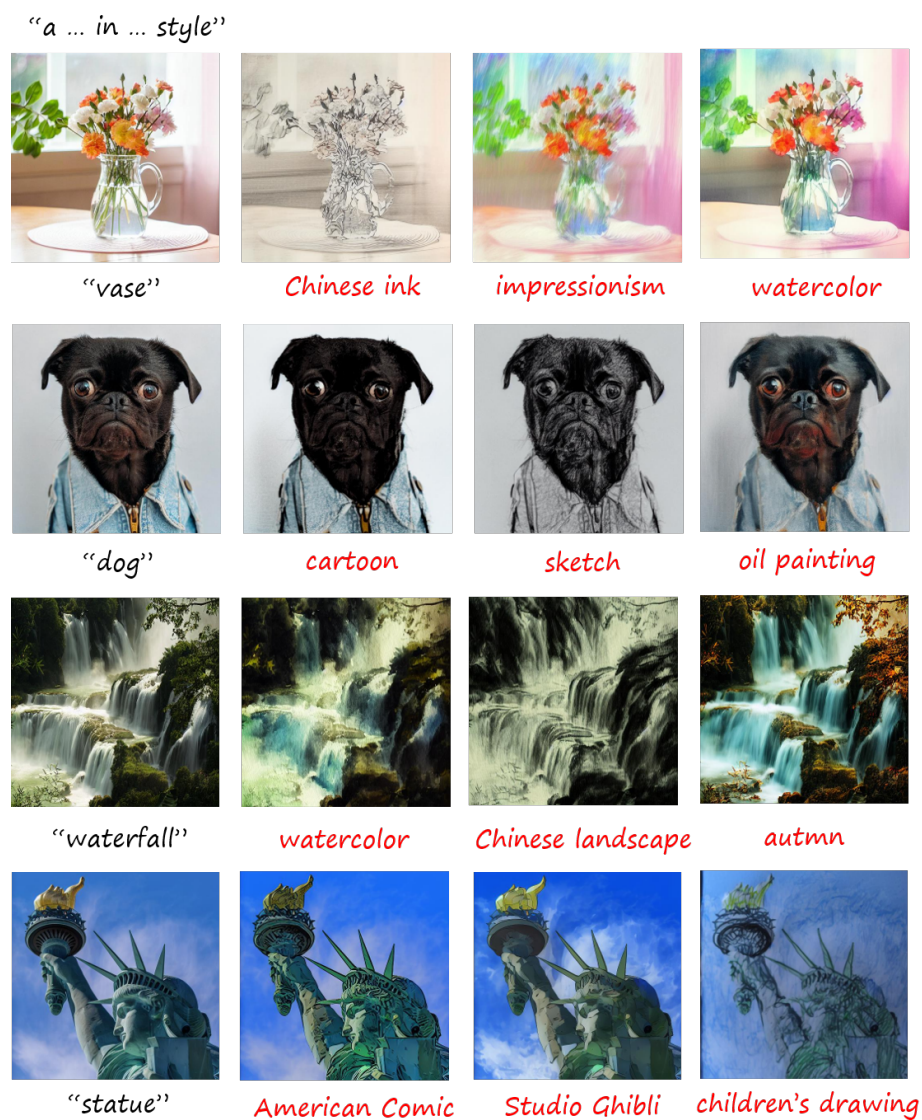 “a ... in ... style”
“vase” Chinese ink impressionism watercolor
“dog” cartoon sketch oil painting
“waterfall” watercolor Chinese landscape autmn
“statue” American Comic Studio Ghibli children's drawing